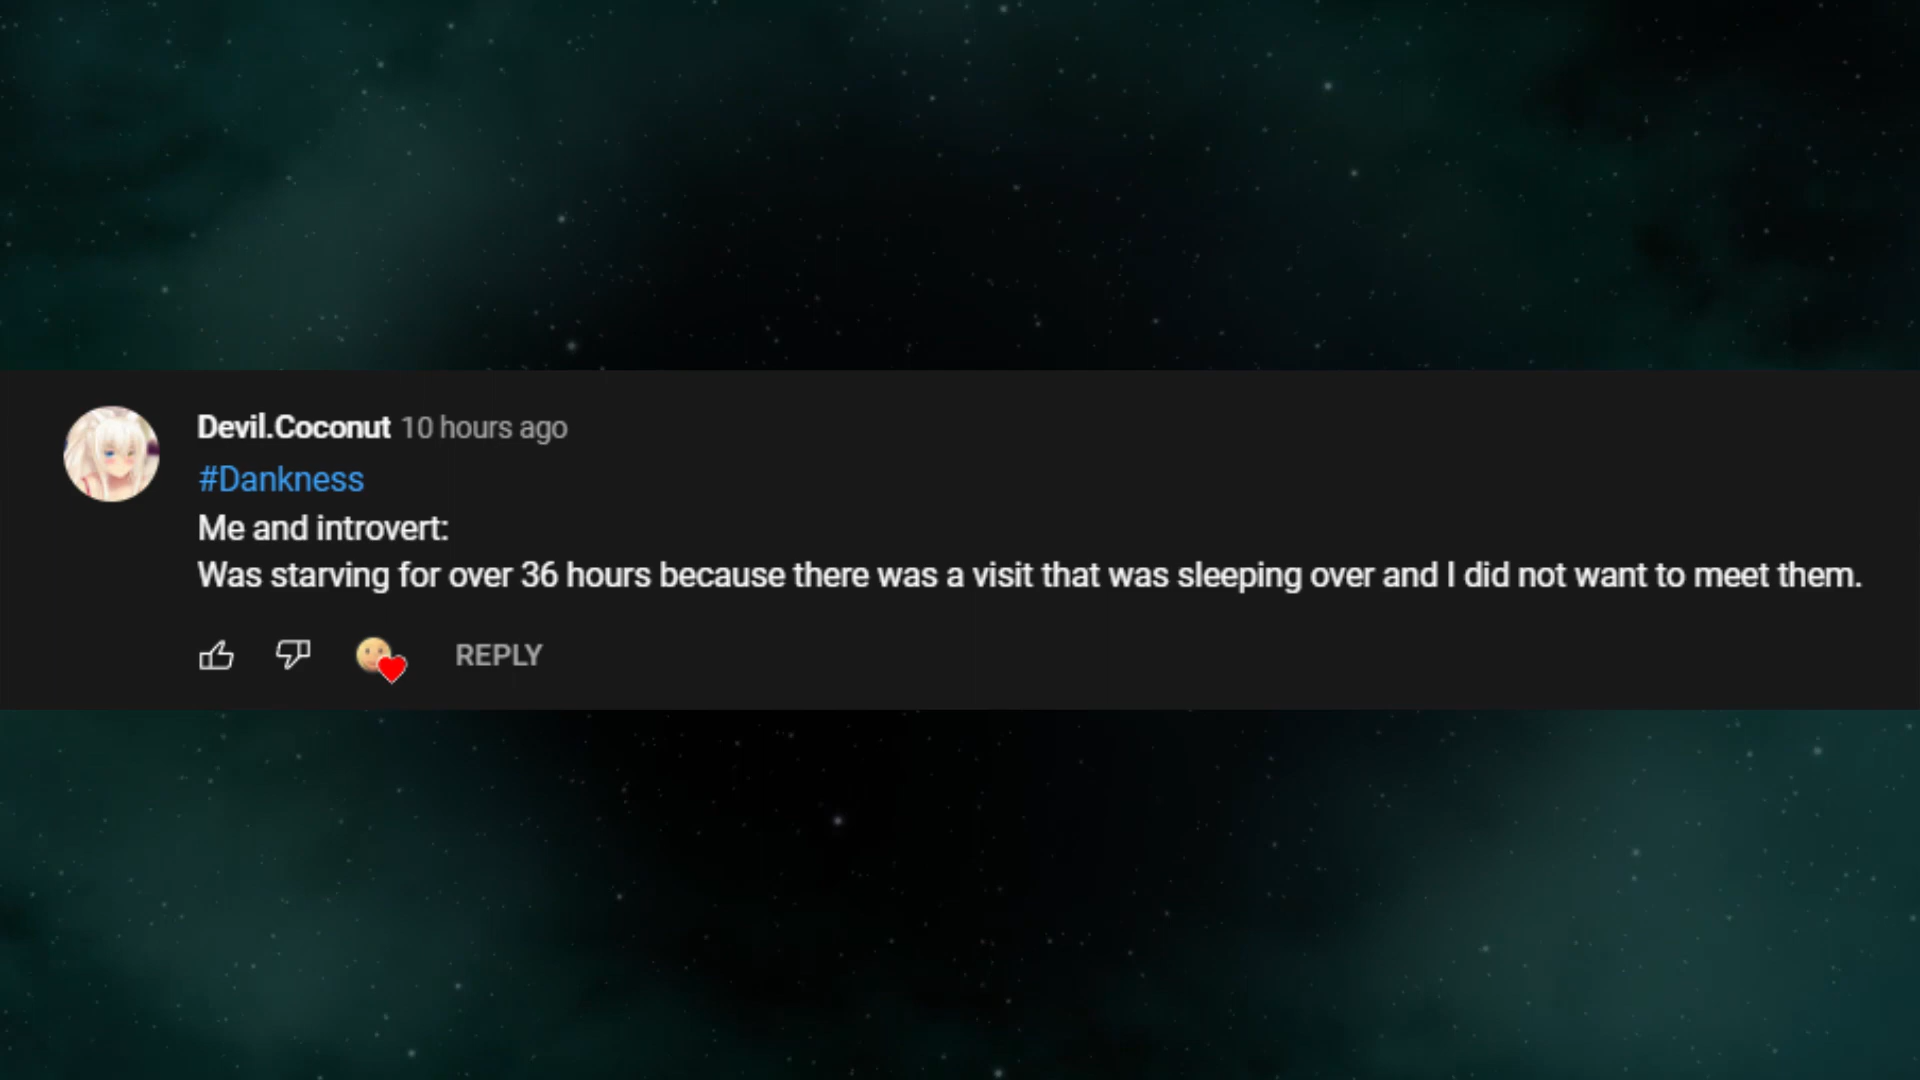 Devil.Coconut 10 hours ago
#Dankness
Me and introvert:
Was starving for over 36 hours because there was a visit that was sleeping over and I did not want to meet them.
REPLY